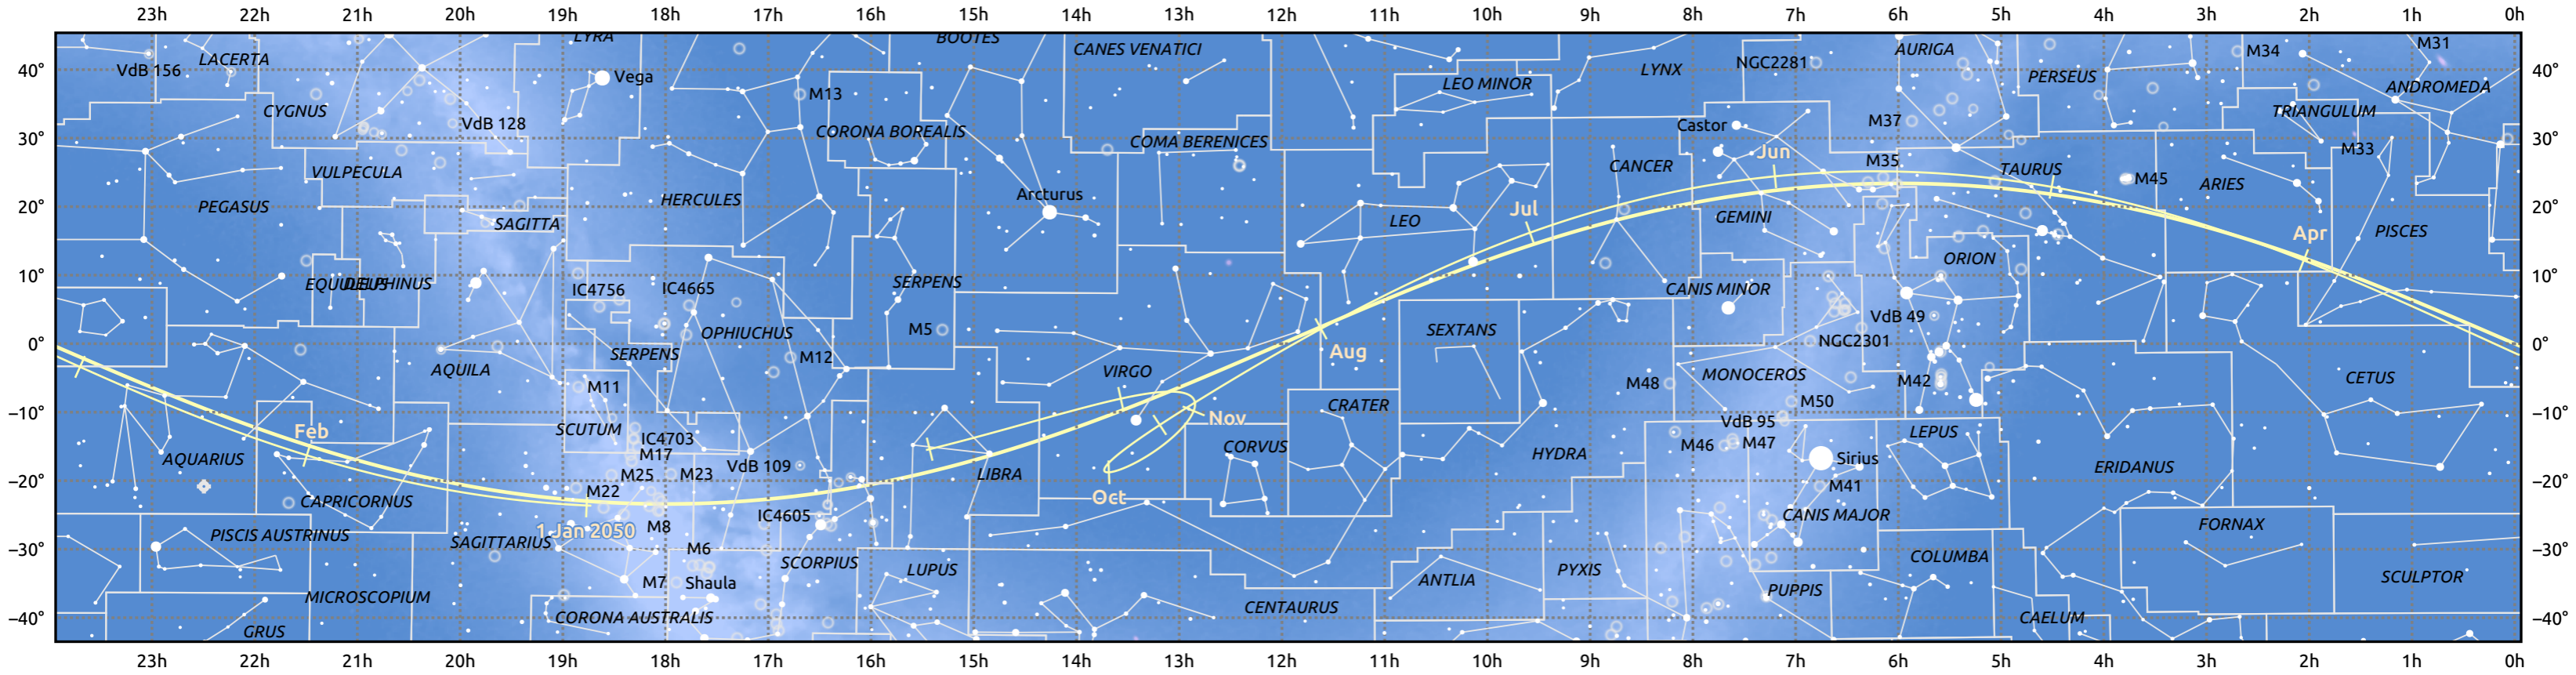 23h 22h 21h 20h 19h 18h 17h 16h 15h 14h 13h 12h 11h 10h 9h 8h 7h 6h 5h 4h 3h 2h 1h 0h
LYRA BOOTES M31
LACERTA CANES VENATICI AURIGA M34
VdB 156 Vega NGC2281 LYNX PERSEUS
40° 40°
LEO MINOR ANDROMEDA
CYGNUS M13 TRIANGULUM
VdB 128 CORONA BOREALIS Castor M37
30° COMA BERENICES 30°
M33
VULPECULA CANCER Jun M35 TAURUS
HERCULES M45 ARIES
PEGASUS Arcturus
20° 20°
SAGITTA LEO Jul GEMINI PISCES
Apr
ORION
10° 10°
EQUULEUS DELPHINUS IC4756 IC4665 SERPENS CANIS MINOR
OPHIUCHUS M5 SEXTANS VdB 49
0° 0°
SERPENS M12 Aug NGC2301
AQUILA VIRGO MONOCEROS CETUS
M11 M48 M42
−10° CRATER M50 −10°
Nov
SCUTUM VdB 95
Feb IC4703 CORVUS M46 M47 LEPUS
AQUARIUS M17 HYDRA Sirius
M25 M23 VdB 109 LIBRA ERIDANUS
−20° −20°
CAPRICORNUS M22 Oct M41
IC4605 CANIS MAJOR
M8 FORNAX
1 Jan 2050
PISCIS AUSTRINUS SAGITTARIUS
−30° M6 −30°
SCORPIUS LUPUS COLUMBA
M7 Shaula ANTLIA PYXIS SCULPTOR
MICROSCOPIUM PUPPIS
CENTAURUS
−40° CORONA AUSTRALIS CAELUM −40°
GRUS
23h 22h 21h 20h 19h 18h 17h 16h 15h 14h 13h 12h 11h 10h 9h 8h 7h 6h 5h 4h 3h 2h 1h 0h